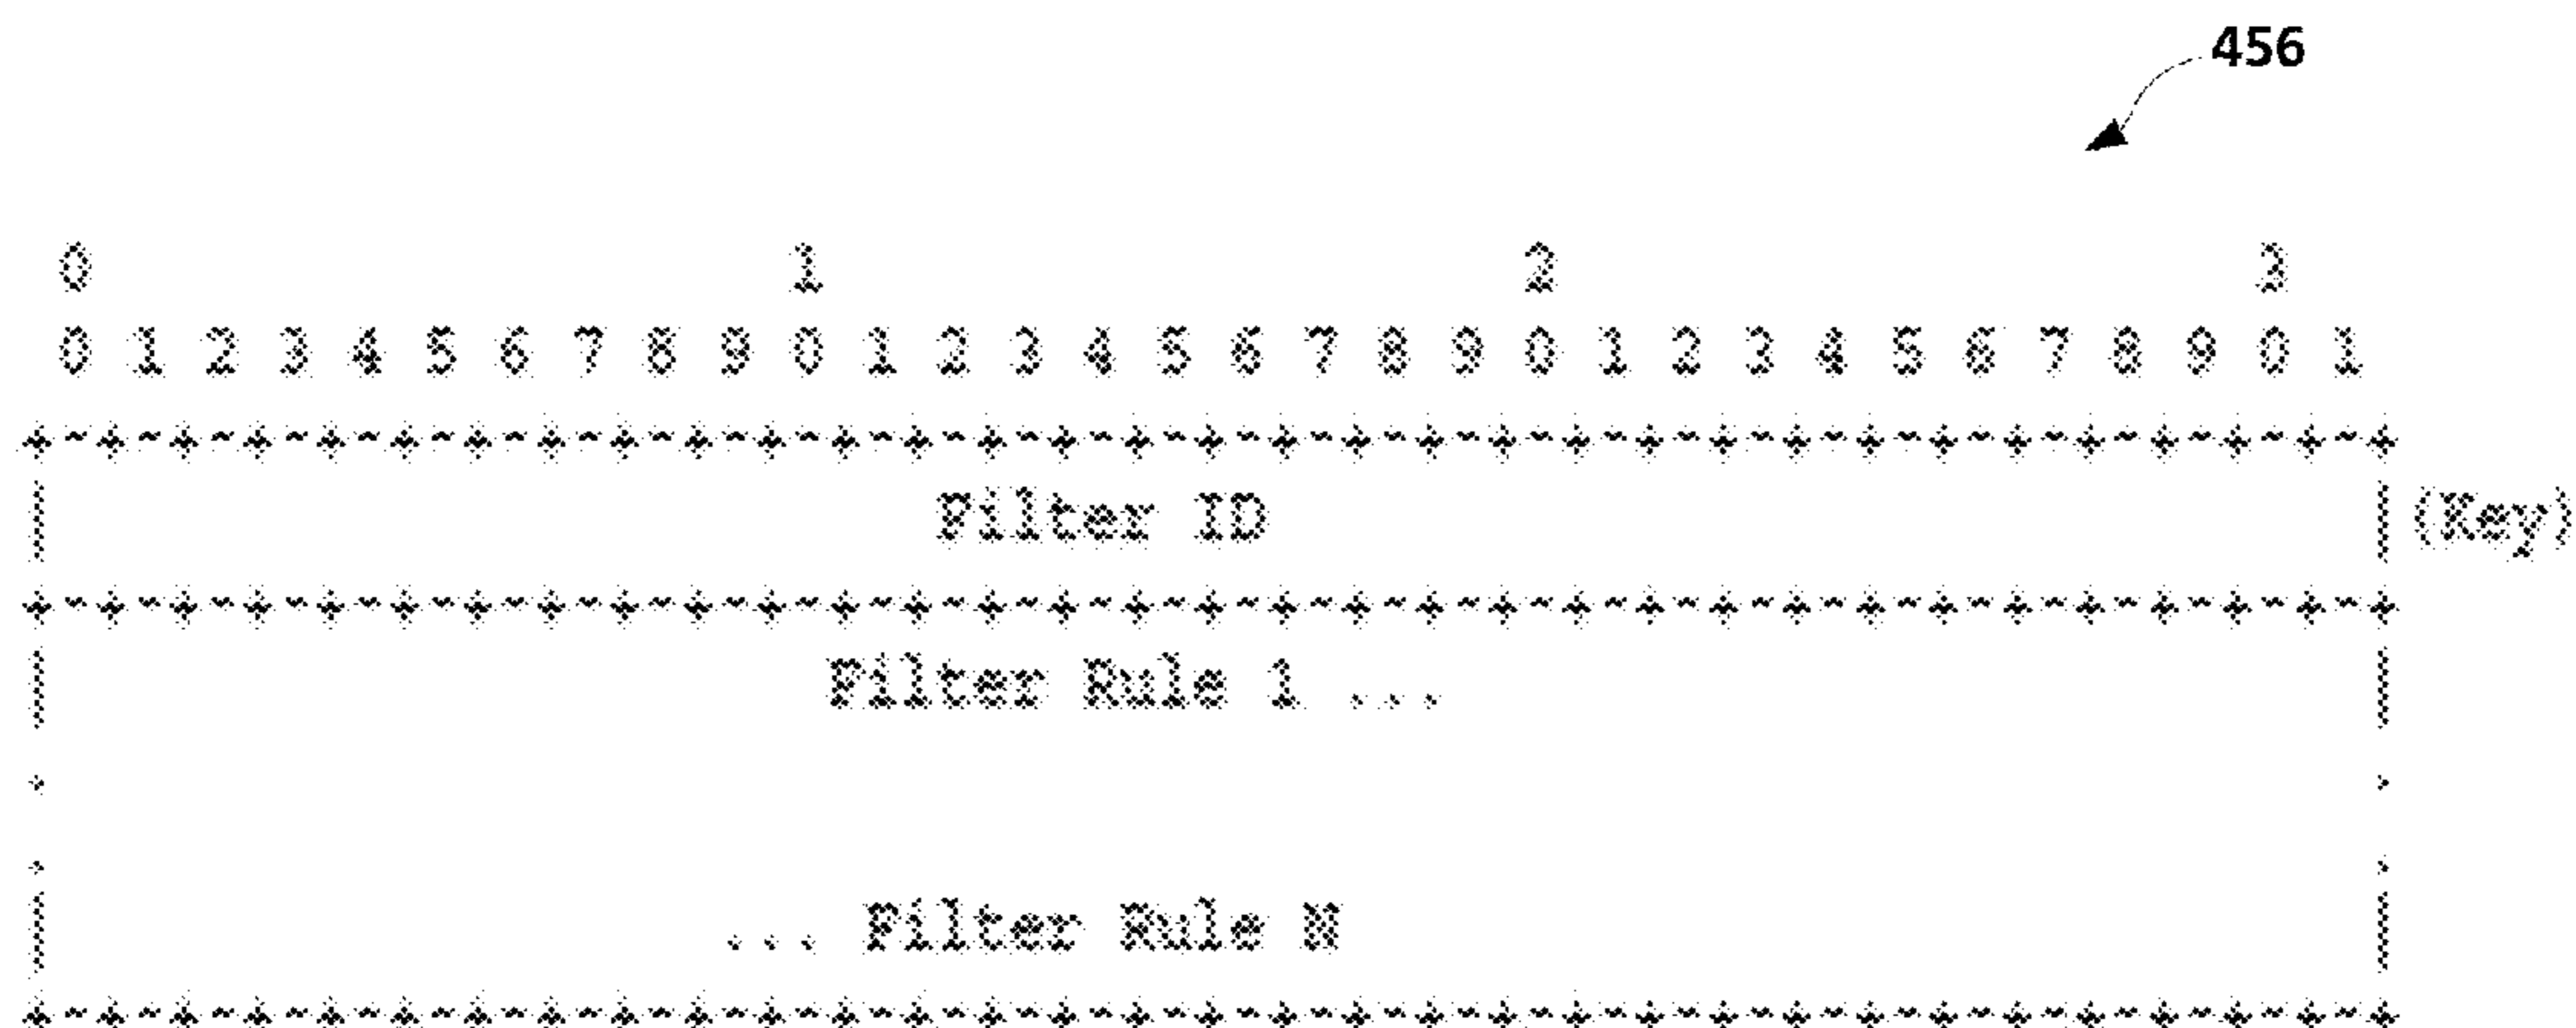 456
0 1 2 3
0 1 2 3 4 5 6 7 8 9 0 1 2 3 4 5 6 7 8 9 0 1 2 3 4 5 6 7 8 9 0 1
+-+-+-+-+-+-+-+-+-+-+-+-+-+-+-+-+-+-+-+-+-+-+-+-+-+-+-+-+-+-+-+-+
| Filter ID | (Key)
+-+-+-+-+-+-+-+-+-+-+-+-+-+-+-+-+-+-+-+-+-+-+-+-+-+-+-+-+-+-+-+-+
| Filter Rule 1 ... |
. .
. .
| ... Filter Rule N |
+-+-+-+-+-+-+-+-+-+-+-+-+-+-+-+-+-+-+-+-+-+-+-+-+-+-+-+-+-+-+-+-+